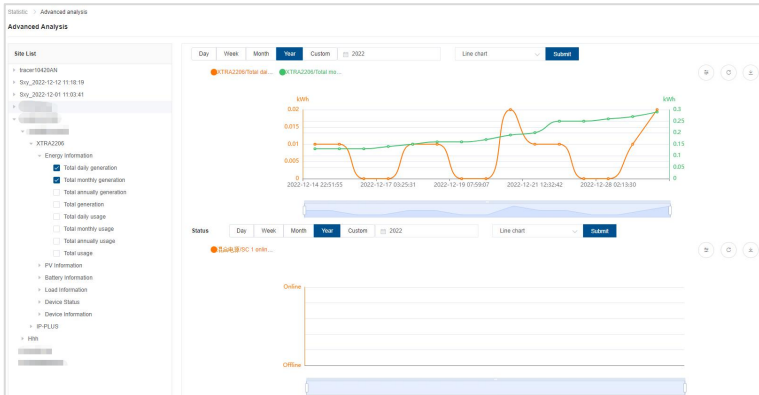 Statistic > Advanced analysis
Advanced Analysis
Site List
tracer10420AN
Sxy_2022-12-12 11:18:19
Sxy_2022-12-01 11:03:41
XTRA2206
Energy Information
Total daily generation
Total monthly generation
Total annually generation
Total generation
Total daily usage
Total monthly usage
Total annually usage
Total usage
PV Information
Battery Information
Load Information
Device Status
Device Information
IP-PLUS
Day Week Month Year Custom 2022 Line chart Submit
XTRA2206/Total dai... XTRA2206/Total mo...
kWh kWh
0.02 0.3
0.25
0.015 0.2
0.01 0.15
0.1
0.005 0.05
0 0
2022-12-14 22:51:55 2022-12-17 03:25:31 2022-12-19 07:59:07 2022-12-21 12:32:42 2022-12-28 02:13:30
Status Day Week Month Year Custom 2022 Line chart Submit
Online
Offline